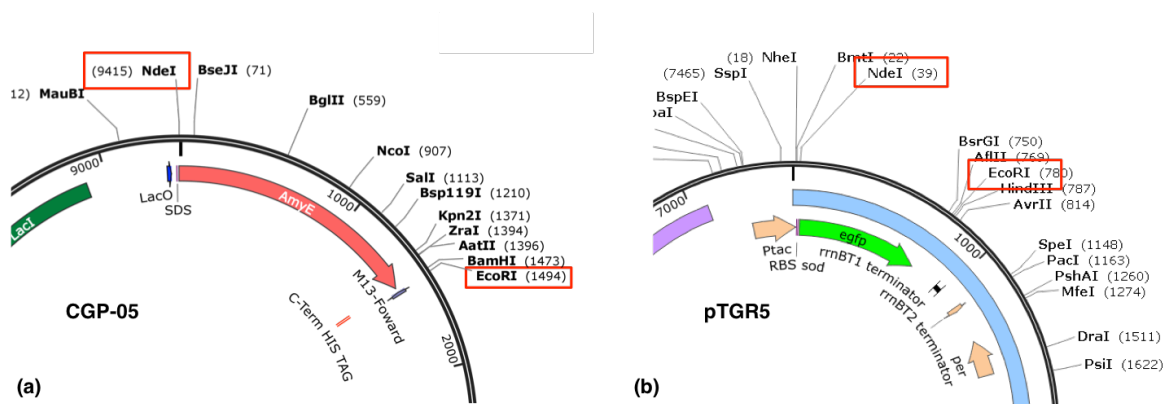 (9415) NdeI
BseJI (71)
12) MauBI
BglII (559)
NcoI (907)
SalI (1113)
Bsp119I (1210)
Kpn2I (1371)
ZraI (1394)
AatII (1396)
BamHI (1473)
EcoRI (1494)
9000
1000
2000
LacI
LacO
SDS
AmyE
M13-Foward
C-Term HIS TAG
CGP-05
(a)
(18) NheI
BmtI (22)
NdeI (39)
(7465) SspI
BspEI
baI
BsrGI (750)
AflII (769)
EcoRI (780)
HindIII (787)
AvrII (814)
SpeI (1148)
PacI (1163)
PshAI (1260)
MfeI (1274)
DraI (1511)
PsiI (1622)
7000
1000
Ptac
RBS sod
egfp
rrnBT1 terminator
rrnBT2 terminator
per
pTGR5
(b)